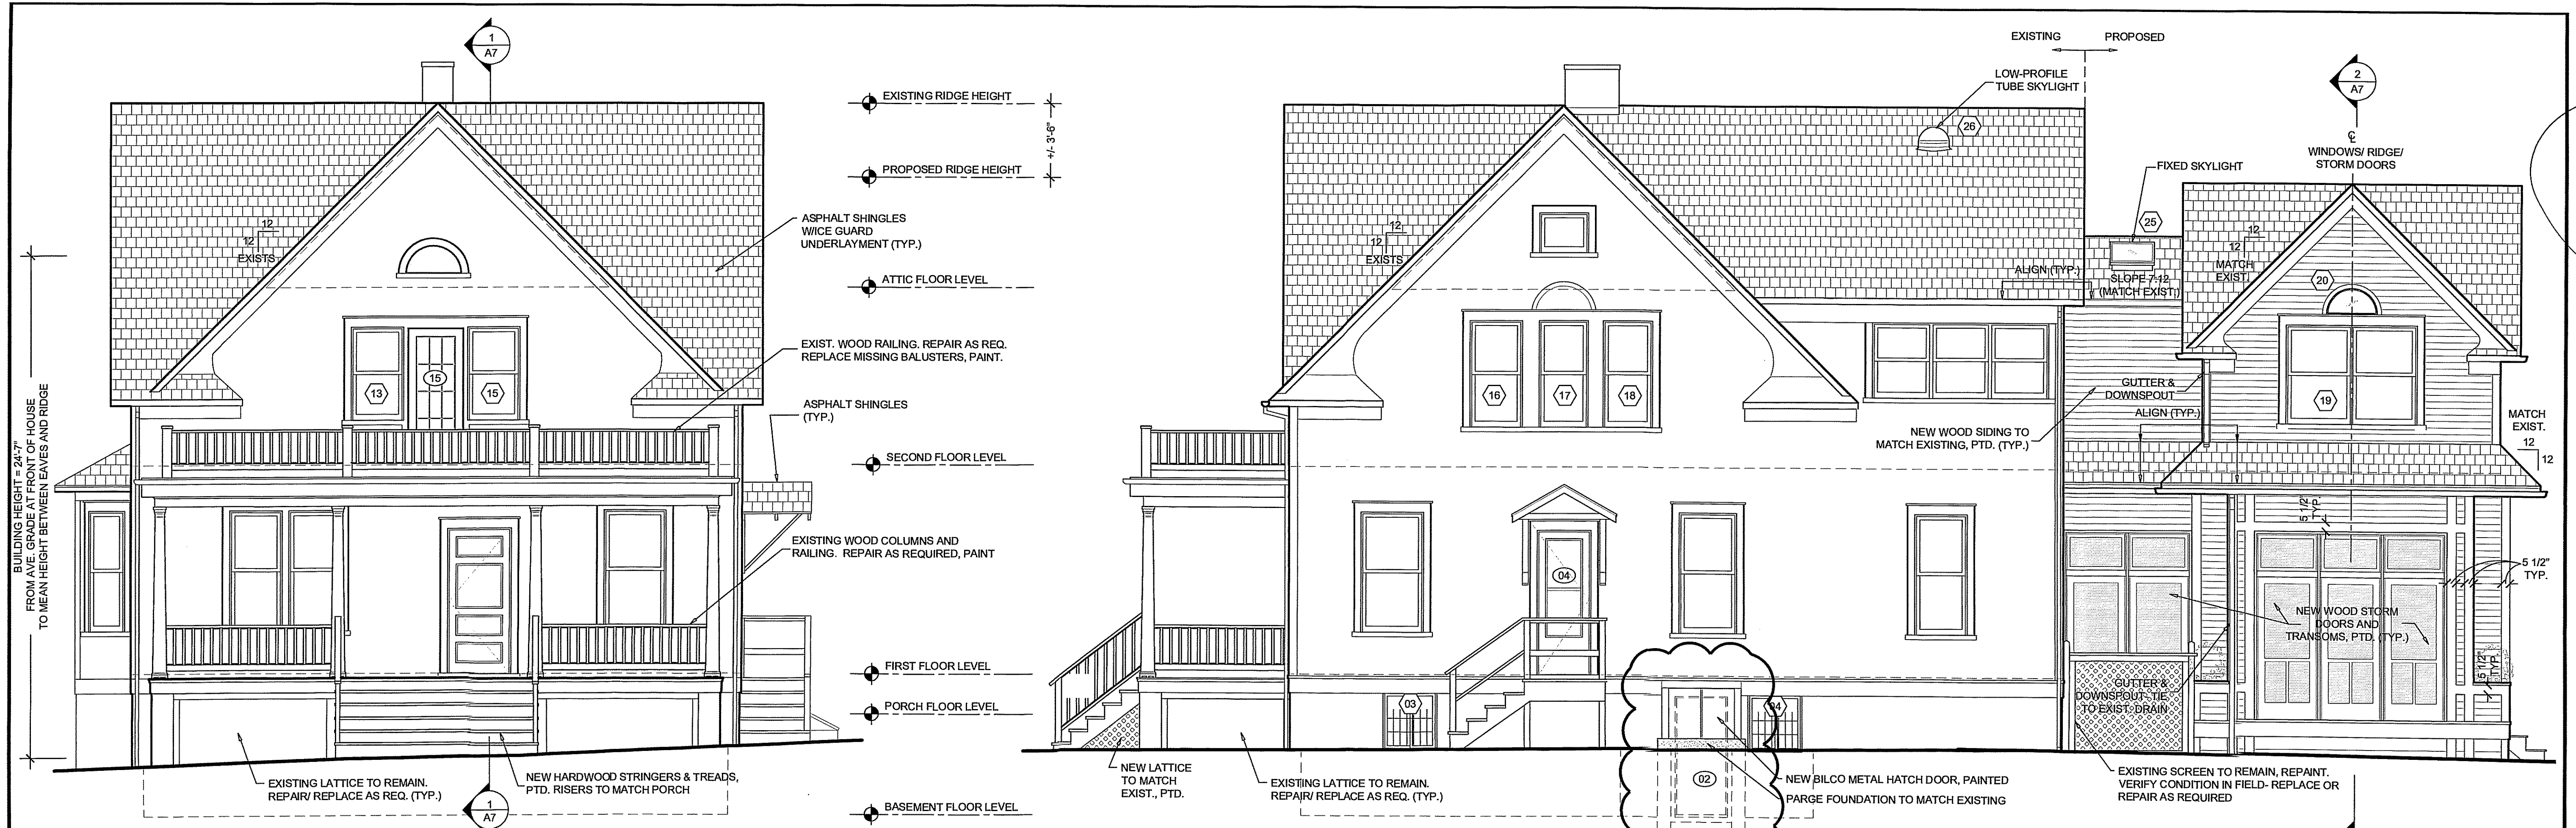 1
A7
EXISTING RIDGE HEIGHT
+/- 3'-6"
PROPOSED RIDGE HEIGHT
ASPHALT SHINGLES
W/ICE GUARD
UNDERLAYMENT (TYP.)
12
12
EXISTS
ATTIC FLOOR LEVEL
EXIST. WOOD RAILING. REPAIR AS REQ.
REPLACE MISSING BALUSTERS, PAINT.
13
15
15
ASPHALT SHINGLES
(TYP.)
SECOND FLOOR LEVEL
BUILDING HEIGHT = 24'-7"
FROM AVE. GRADE AT FRONT OF HOUSE
TO MEAN HEIGHT BETWEEN EAVES AND RIDGE
EXISTING WOOD COLUMNS AND
RAILING. REPAIR AS REQUIRED, PAINT
FIRST FLOOR LEVEL
PORCH FLOOR LEVEL
EXISTING LATTICE TO REMAIN.
REPAIR/ REPLACE AS REQ. (TYP.)
NEW HARDWOOD STRINGERS & TREADS,
PTD. RISERS TO MATCH PORCH
1
A7
BASEMENT FLOOR LEVEL
EXISTING
PROPOSED
LOW-PROFILE
TUBE SKYLIGHT
26
2
A7
℄
WINDOWS/ RIDGE/
STORM DOORS
FIXED SKYLIGHT
25
12
12
EXISTS
ALIGN (TYP.)
SLOPE 7:12
(MATCH EXIST.)
12
12
MATCH
EXIST.
20
16
17
18
19
GUTTER &
DOWNSPOUT
ALIGN (TYP.)
NEW WOOD SIDING TO
MATCH EXISTING, PTD. (TYP.)
MATCH
EXIST.
12
12
5 1/2"
TYP.
04
5 1/2"
TYP.
NEW WOOD STORM
DOORS AND
TRANSOMS, PTD. (TYP.)
5 1/2"
TYP.
GUTTER &
DOWNSPOUT- TIE
TO EXIST. DRAIN
03
04
02
NEW LATTICE
TO MATCH
EXIST., PTD.
EXISTING LATTICE TO REMAIN.
REPAIR/ REPLACE AS REQ. (TYP.)
NEW BILCO METAL HATCH DOOR, PAINTED
PARGE FOUNDATION TO MATCH EXISTING
EXISTING SCREEN TO REMAIN, REPAINT.
VERIFY CONDITION IN FIELD- REPLACE OR
REPAIR AS REQUIRED